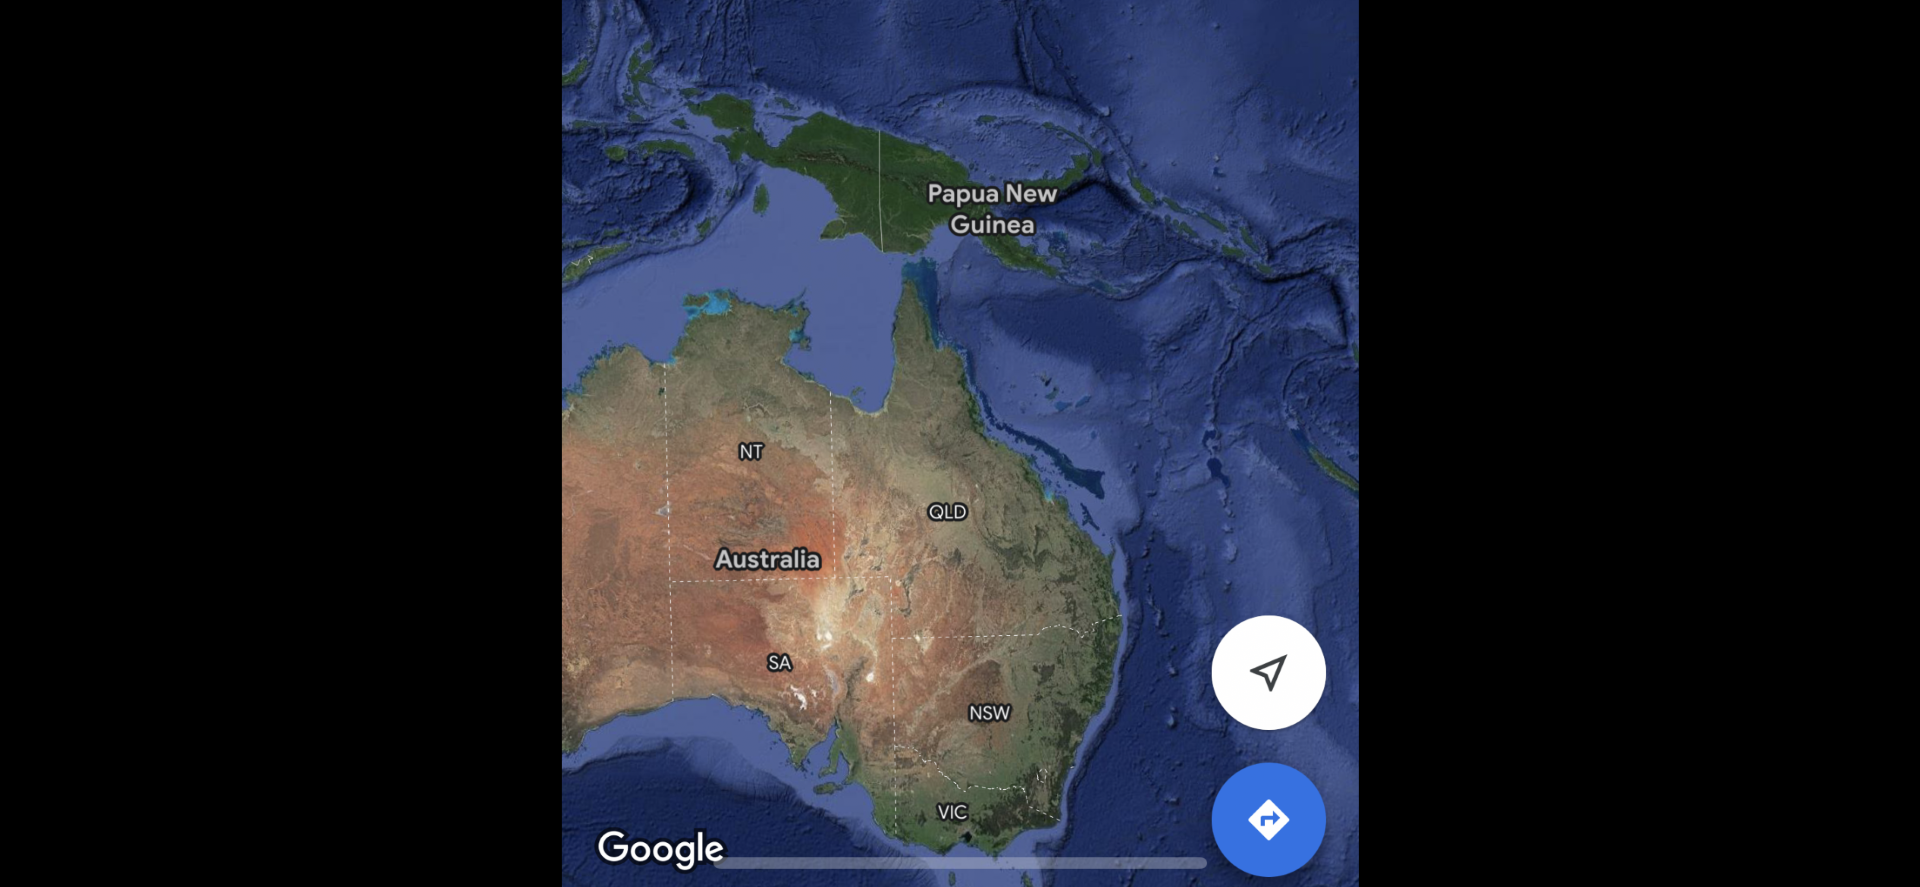 Papua New
Guinea
NT
QLD
Australia
SA
NSW
VIC
Google